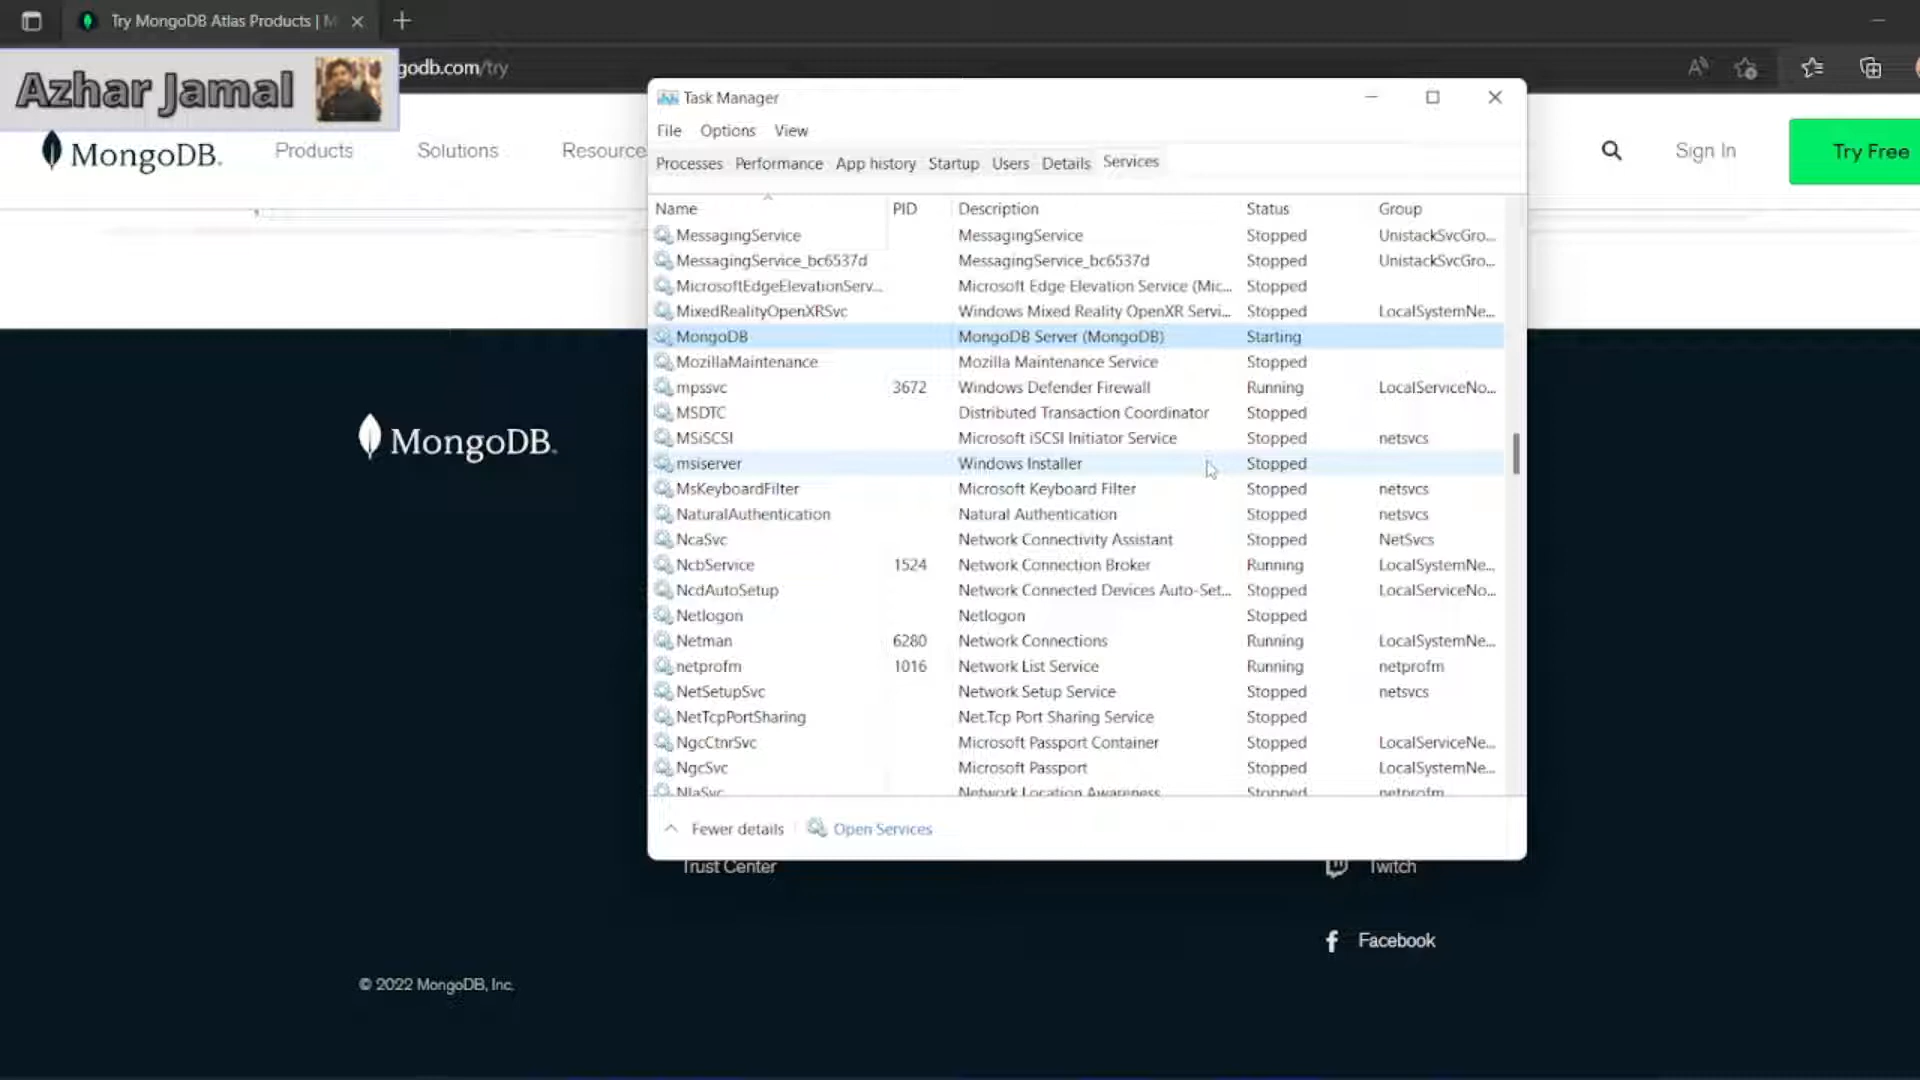 Try MongoDB Atlas Products | M
godb.com/try
Azhar Jamal
MongoDB.
Products
Solutions
Resource
Sign In
Try Free
Task Manager
File Options View
Processes Performance App history Startup Users Details Services
Name PID Description Status Group
MessagingService MessagingService Stopped UnistackSvcGro...
MessagingService_bc6537d MessagingService_bc6537d Stopped UnistackSvcGro...
MicrosoftEdgeElevationServ... Microsoft Edge Elevation Service (Mic... Stopped
MixedRealityOpenXRSvc Windows Mixed Reality OpenXR Servi... Stopped LocalSystemNe...
MongoDB MongoDB Server (MongoDB) Starting
MozillaMaintenance Mozilla Maintenance Service Stopped
mpssvc 3672 Windows Defender Firewall Running LocalServiceNo...
MSDTC Distributed Transaction Coordinator Stopped
MSiSCSI Microsoft iSCSI Initiator Service Stopped netsvcs
msiserver Windows Installer Stopped
MsKeyboardFilter Microsoft Keyboard Filter Stopped netsvcs
NaturalAuthentication Natural Authentication Stopped netsvcs
NcaSvc Network Connectivity Assistant Stopped NetSvcs
NcbService 1524 Network Connection Broker Running LocalSystemNe...
NcdAutoSetup Network Connected Devices Auto-Set... Stopped LocalServiceNo...
Netlogon Netlogon Stopped
Netman 6280 Network Connections Running LocalSystemNe...
netprofm 1016 Network List Service Running netprofm
NetSetupSvc Network Setup Service Stopped netsvcs
NetTcpPortSharing Net.Tcp Port Sharing Service Stopped
NgcCtnrSvc Microsoft Passport Container Stopped LocalServiceNe...
NgcSvc Microsoft Passport Stopped LocalSystemNe...
NlaSvc Network Location Awareness Stopped netprofm
Fewer details Open Services
MongoDB.
Trust Center
Twitch
Facebook
© 2022 MongoDB, Inc.